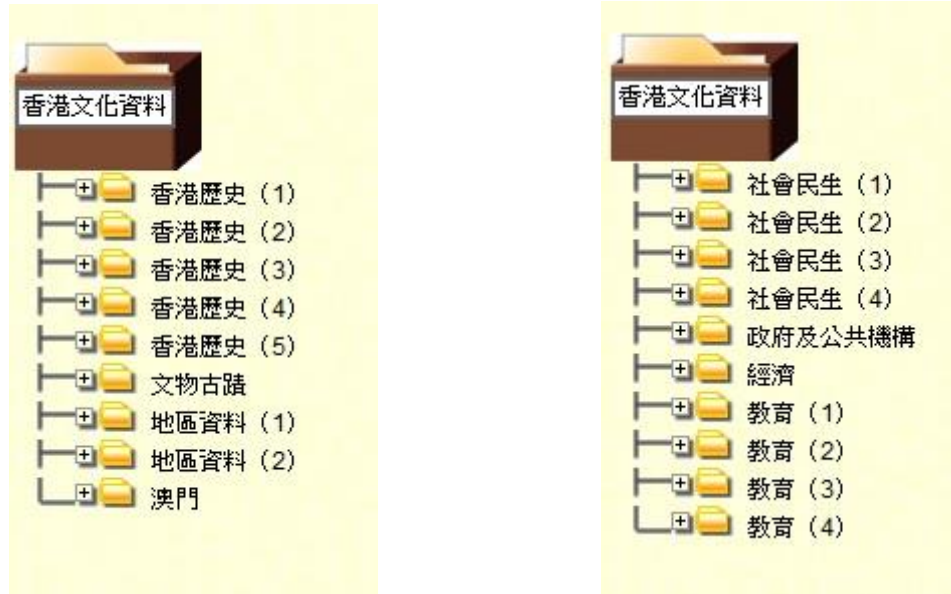 香港文化資料
香港歷史 (1)
香港歷史 (2)
香港歷史 (3)
香港歷史 (4)
香港歷史 (5)
文物古蹟
地區資料 (1)
地區資料 (2)
澳門
香港文化資料
社會民生 (1)
社會民生 (2)
社會民生 (3)
社會民生 (4)
政府及公共機構
經濟
教育 (1)
教育 (2)
教育 (3)
教育 (4)